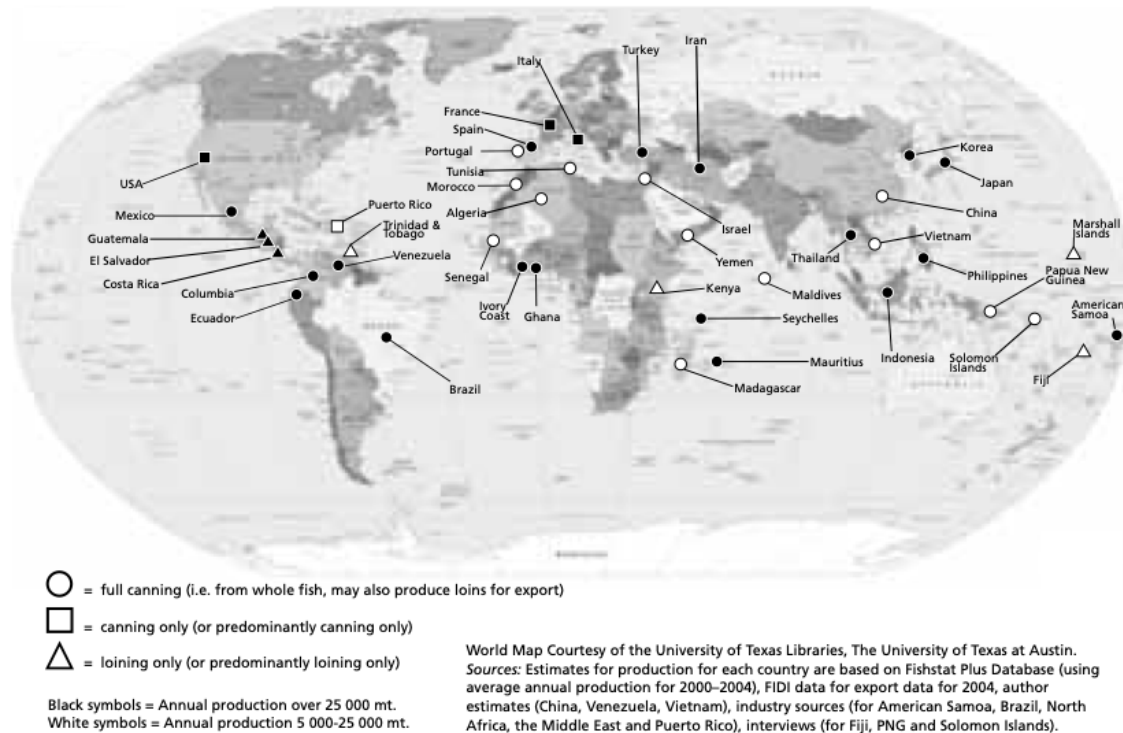 Iran
Turkey
Italy
France
Spain
Portugal
Tunisia
Morocco
Algeria
Korea
Japan
USA
Mexico
Guatemala
El Salvador
Costa Rica
Columbia
Ecuador
Puerto Rico
Trinidad &
Tobago
Venezuela
Brazil
Senegal
Ivory
Coast
Ghana
Israel
Yemen
Kenya
Maldives
Seychelles
Mauritius
Madagascar
China
Thailand
Vietnam
Philippines
Indonesia
Marshall
Islands
Papua New
Guinea
American
Samoa
Solomon
Islands
Fiji
= full canning (i.e. from whole fish, may also produce loins for export)
= canning only (or predominantly canning only)
= loining only (or predominantly loining only)
Black symbols = Annual production over 25 000 mt.
White symbols = Annual production 5 000-25 000 mt.
World Map Courtesy of the University of Texas Libraries, The University of Texas at Austin.
Sources: Estimates for production for each country are based on Fishstat Plus Database (using
average annual production for 2000–2004), FIDI data for export data for 2004, author
estimates (China, Venezuela, Vietnam), industry sources (for American Samoa, Brazil, North
Africa, the Middle East and Puerto Rico), interviews (for Fiji, PNG and Solomon Islands).